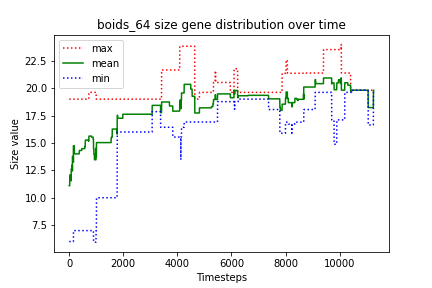 boids_64 size gene distribution over time
max
mean
min
Size value
22.5
20.0
17.5
15.0
12.5
10.0
7.5
0 2000 4000 6000 8000 10000
Timesteps